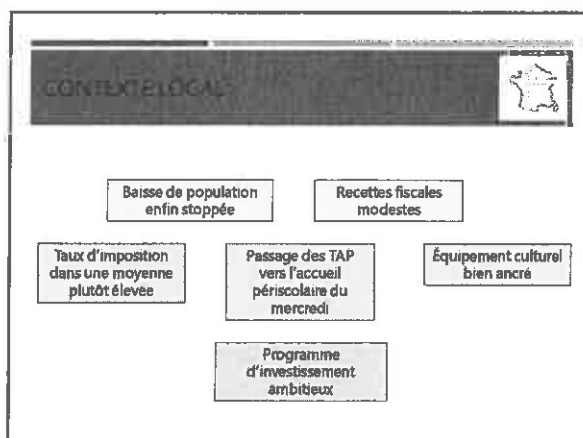 CONTEXTE LOCAL
Baisse de population
enfin stoppée
Recettes fiscales
modestes
Taux d'imposition
dans une moyenne
plutôt élevée
Passage des TAP
vers l'accueil
périscolaire du
mercredi
Équipement culturel
bien ancré
Programme
d'investissement
ambitieux